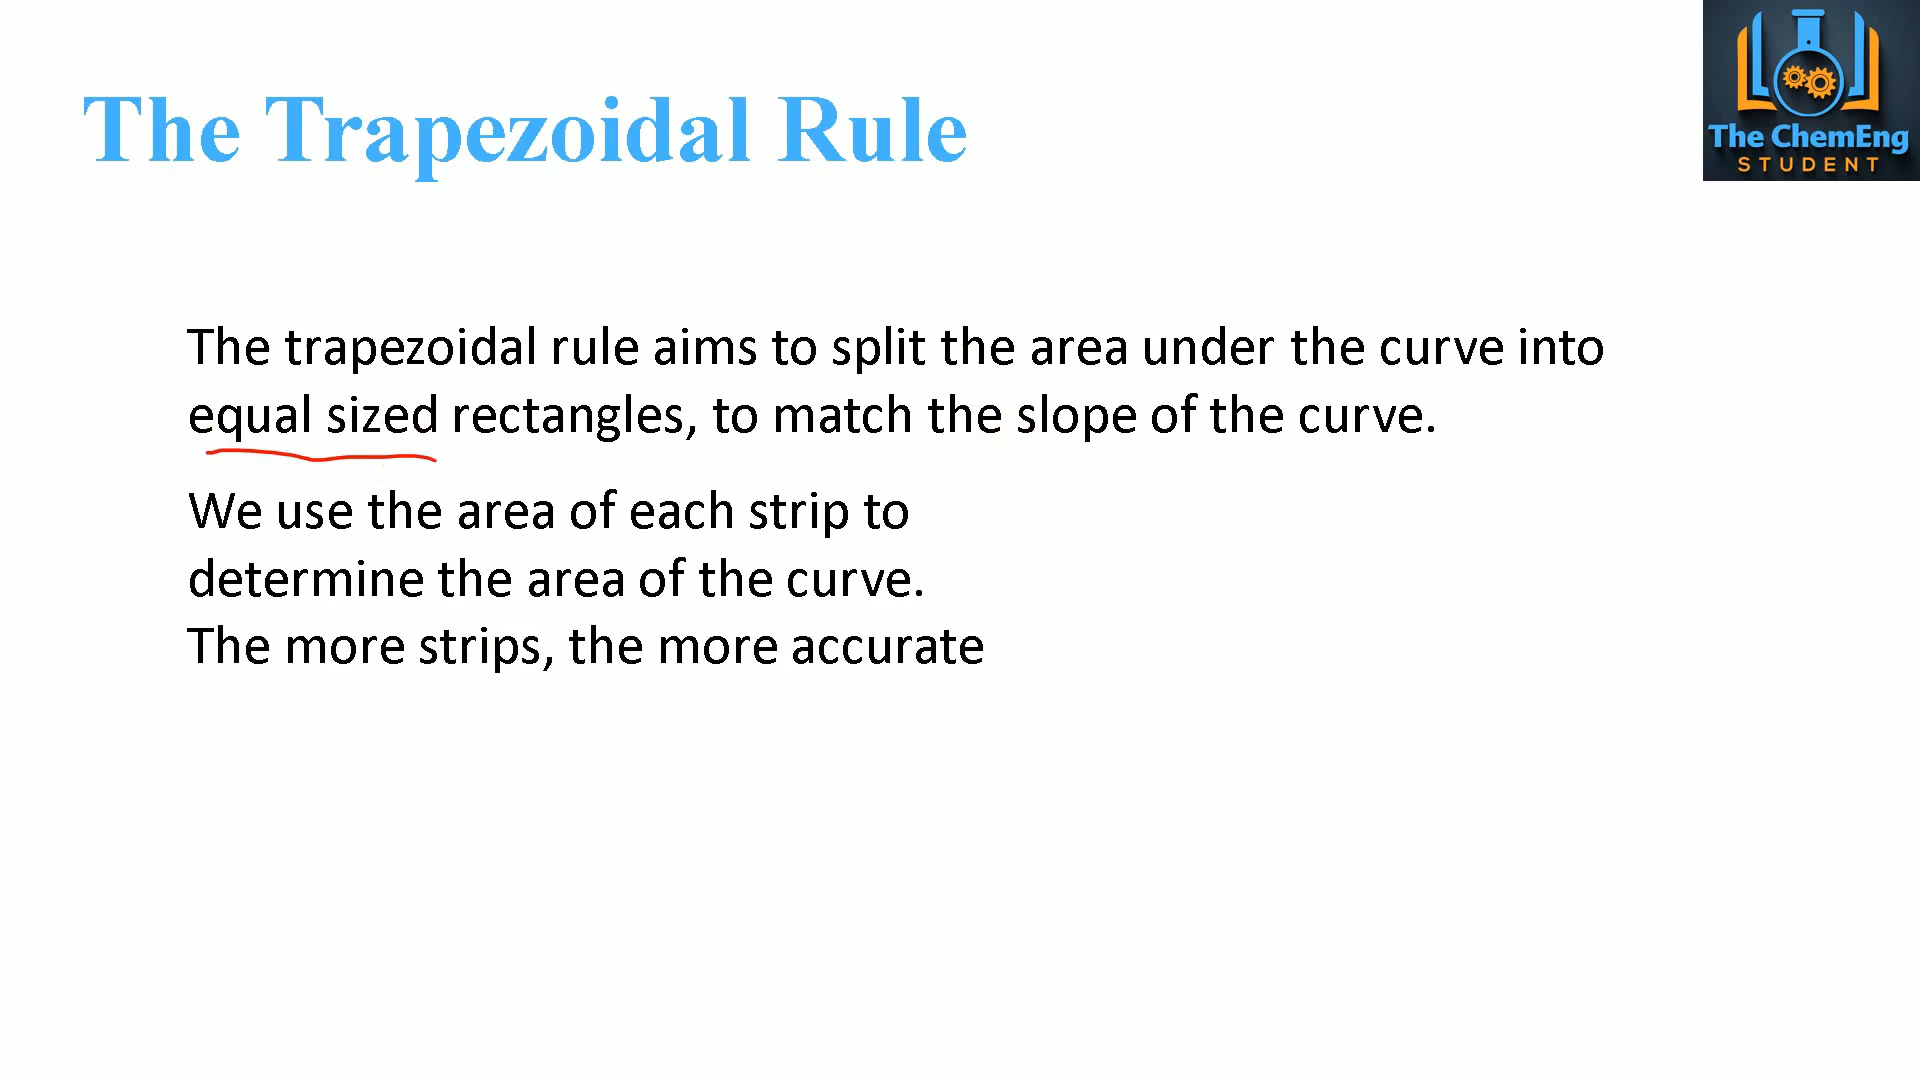 The Trapezoidal Rule
The ChemEng
STUDENT
The trapezoidal rule aims to split the area under the curve into
equal sized rectangles, to match the slope of the curve.
We use the area of each strip to
determine the area of the curve.
The more strips, the more accurate